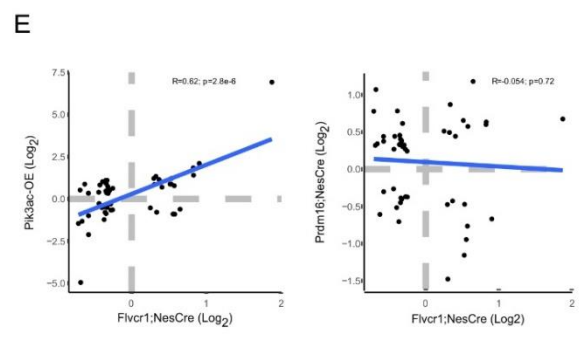 E
R=0.62; p=2.8e-6
7.5
5.0
2.5
0.0
-2.5
-5.0
Pik3ac-OE (Log2)
0
1
2
Flvcr1;NesCre (Log2)
R=-0.054; p=0.72
1.0
0.5
0.0
-0.5
-1.0
-1.5
Prdm16;NesCre (Log2)
0
1
2
Flvcr1;NesCre (Log2)